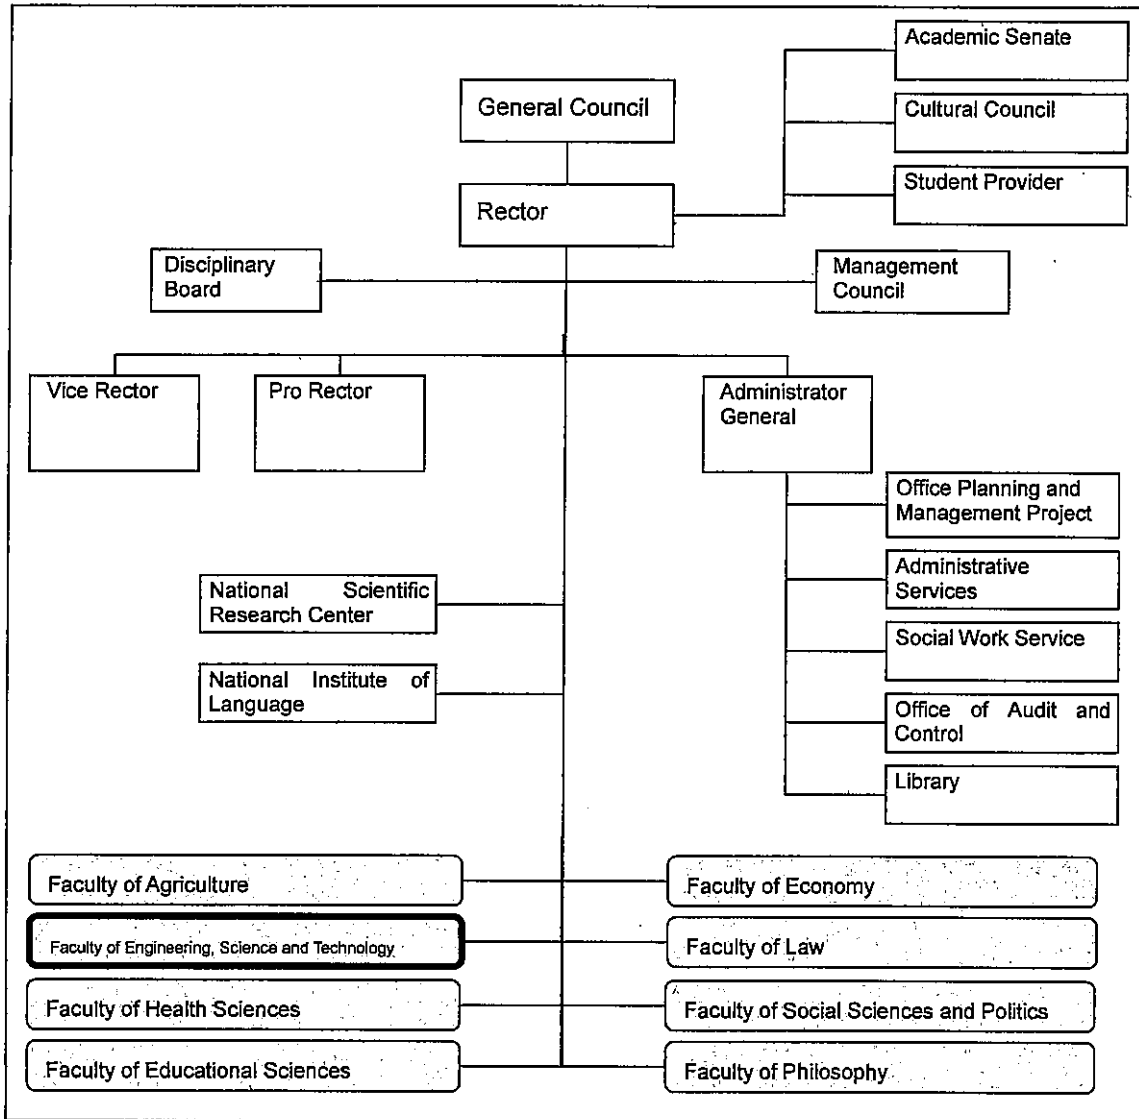 Academic Senate
General Council
Cultural Council
Student Provider
Rector
Disciplinary
Board
Management
Council
Vice Rector
Pro Rector
Administrator
General
Office Planning and
Management Project
National Scientific
Research Center
Administrative
Services
Social Work Service
National Institute of
Language
Office of Audit and
Control
Library
Faculty of Agriculture
Faculty of Economy
Faculty of Engineering, Science and Technology
Faculty of Law
Faculty of Health Sciences
Faculty of Social Sciences and Politics
Faculty of Educational Sciences
Faculty of Philosophy